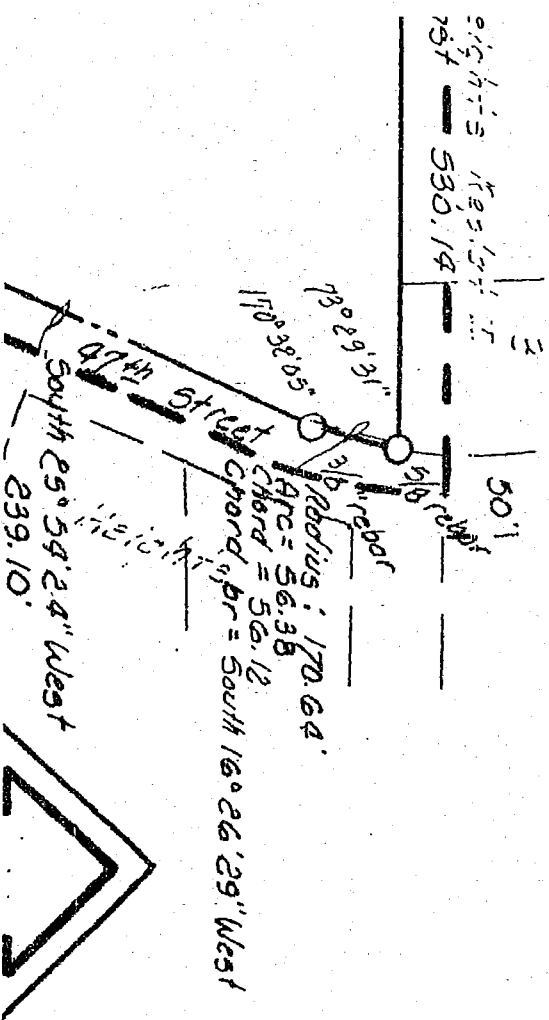 530.14
50'
73°29'31"
170°32'05"
5/8 rebar
3/8" rebar
47th Street
Radius: 170.64'
Arc = 56.38
Chord = 56.12
Chord br = South 16°26'29" West
South 25°54'24" West
239.10'
Heights